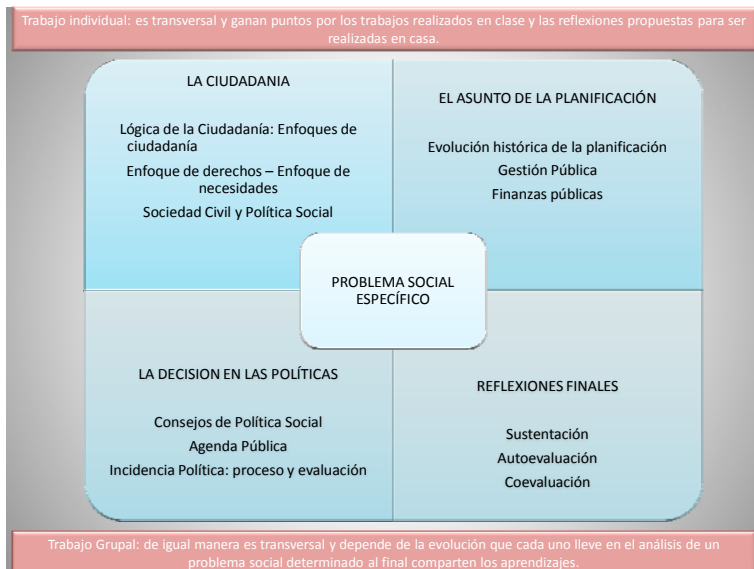 Trabajo individual: es transversal y ganan puntos por los trabajos realizados en clase y las reflexiones propuestas para ser
realizadas en casa.
LA CIUDADANIA
Lógica de la Ciudadanía: Enfoques de
ciudadanía
Enfoque de derechos – Enfoque de
necesidades
Sociedad Civil y Política Social
EL ASUNTO DE LA PLANIFICACIÓN
Evolución histórica de la planificación
Gestión Pública
Finanzas públicas
PROBLEMA SOCIAL
ESPECÍFICO
LA DECISION EN LAS POLÍTICAS
Consejos de Política Social
Agenda Pública
Incidencia Política: proceso y evaluación
REFLEXIONES FINALES
Sustentación
Autoevaluación
Coevaluación
Trabajo Grupal: de igual manera es transversal y depende de la evolución que cada uno lleve en el análisis de un
problema social determinado al final comparten los aprendizajes.